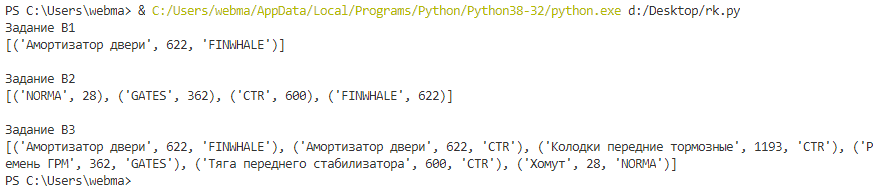 PS C:\Users\webma> & C:/Users/webma/AppData/Local/Programs/Python/Python38-32/python.exe d:/Desktop/rk.py
Задание B1
[('Амортизатор двери', 622, 'FINWHALE')]
Задание B2
[('NORMA', 28), ('GATES', 362), ('CTR', 600), ('FINWHALE', 622)]
Задание B3
[('Амортизатор двери', 622, 'FINWHALE'), ('Амортизатор двери', 622, 'CTR'), ('Колодки передние тормозные', 1193, 'CTR'), ('Р
емень ГРМ', 362, 'GATES'), ('Тяга переднего стабилизатора', 600, 'CTR'), ('Хомут', 28, 'NORMA')]
PS C:\Users\webma>